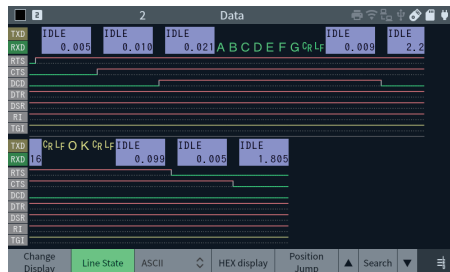 2 2 Data
TXD IDLE IDLE IDLE IDLE IDLE
RXD 0.005 0.010 0.021 A B C D E F G CR LF 0.009 2.2
RTS
CTS
DCD
DTR
DSR
RI
TGI
TXD CR LF O K CR LF IDLE IDLE IDLE
RXD 16 0.099 0.005 1.805
RTS
CTS
DCD
DTR
DSR
RI
TGI
Change Display Line State ASCII HEX display Position Jump ▲ Search ▼